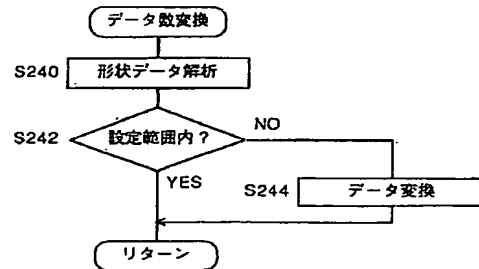 データ数変換
S240 形状データ解析
S242 設定範囲内？ NO
YES
S244 データ変換
リターン